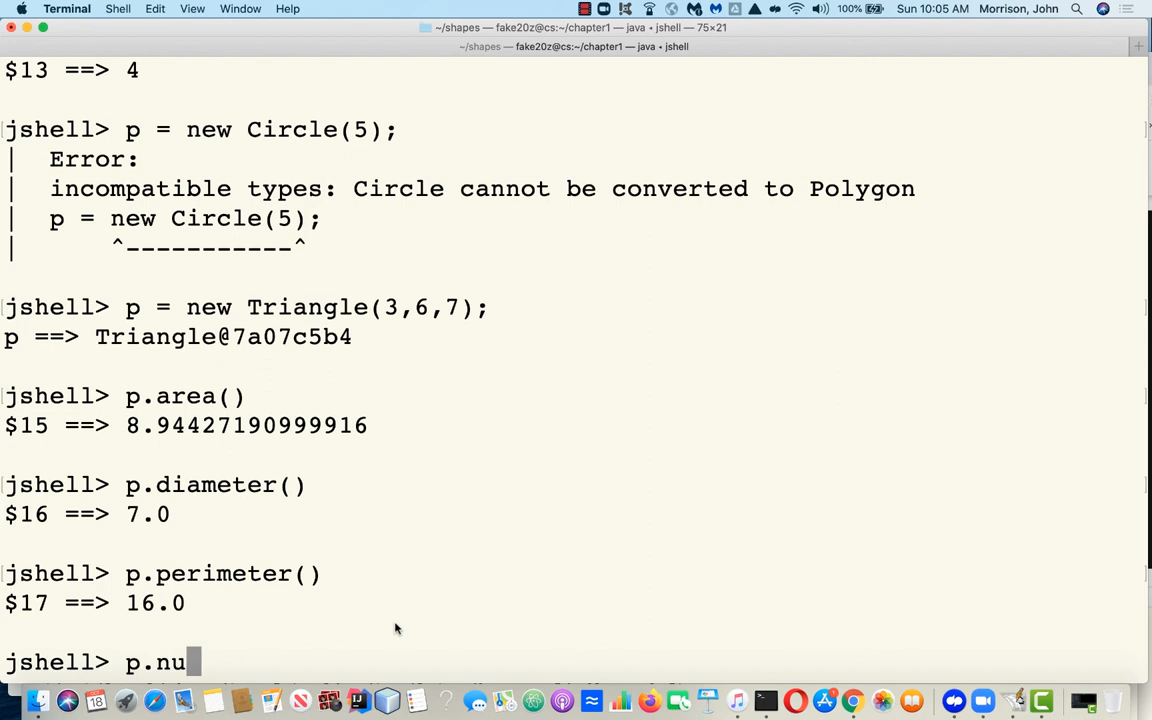 Terminal Shell Edit View Window Help 100% Sun 10:05 AM Morrison, John
~/shapes — fake20z@cs:~/chapter1 — java ◂ jshell — 75×21
~/shapes — fake20z@cs:~/chapter1 — java ◂ jshell
$13 ==> 4
jshell> p = new Circle(5);
|  Error:
|  incompatible types: Circle cannot be converted to Polygon
|  p = new Circle(5);
|      ^-----------^
jshell> p = new Triangle(3,6,7);
p ==> Triangle@7a07c5b4
jshell> p.area()
$15 ==> 8.94427190999916
jshell> p.diameter()
$16 ==> 7.0
jshell> p.perimeter()
$17 ==> 16.0
jshell> p.nu
18